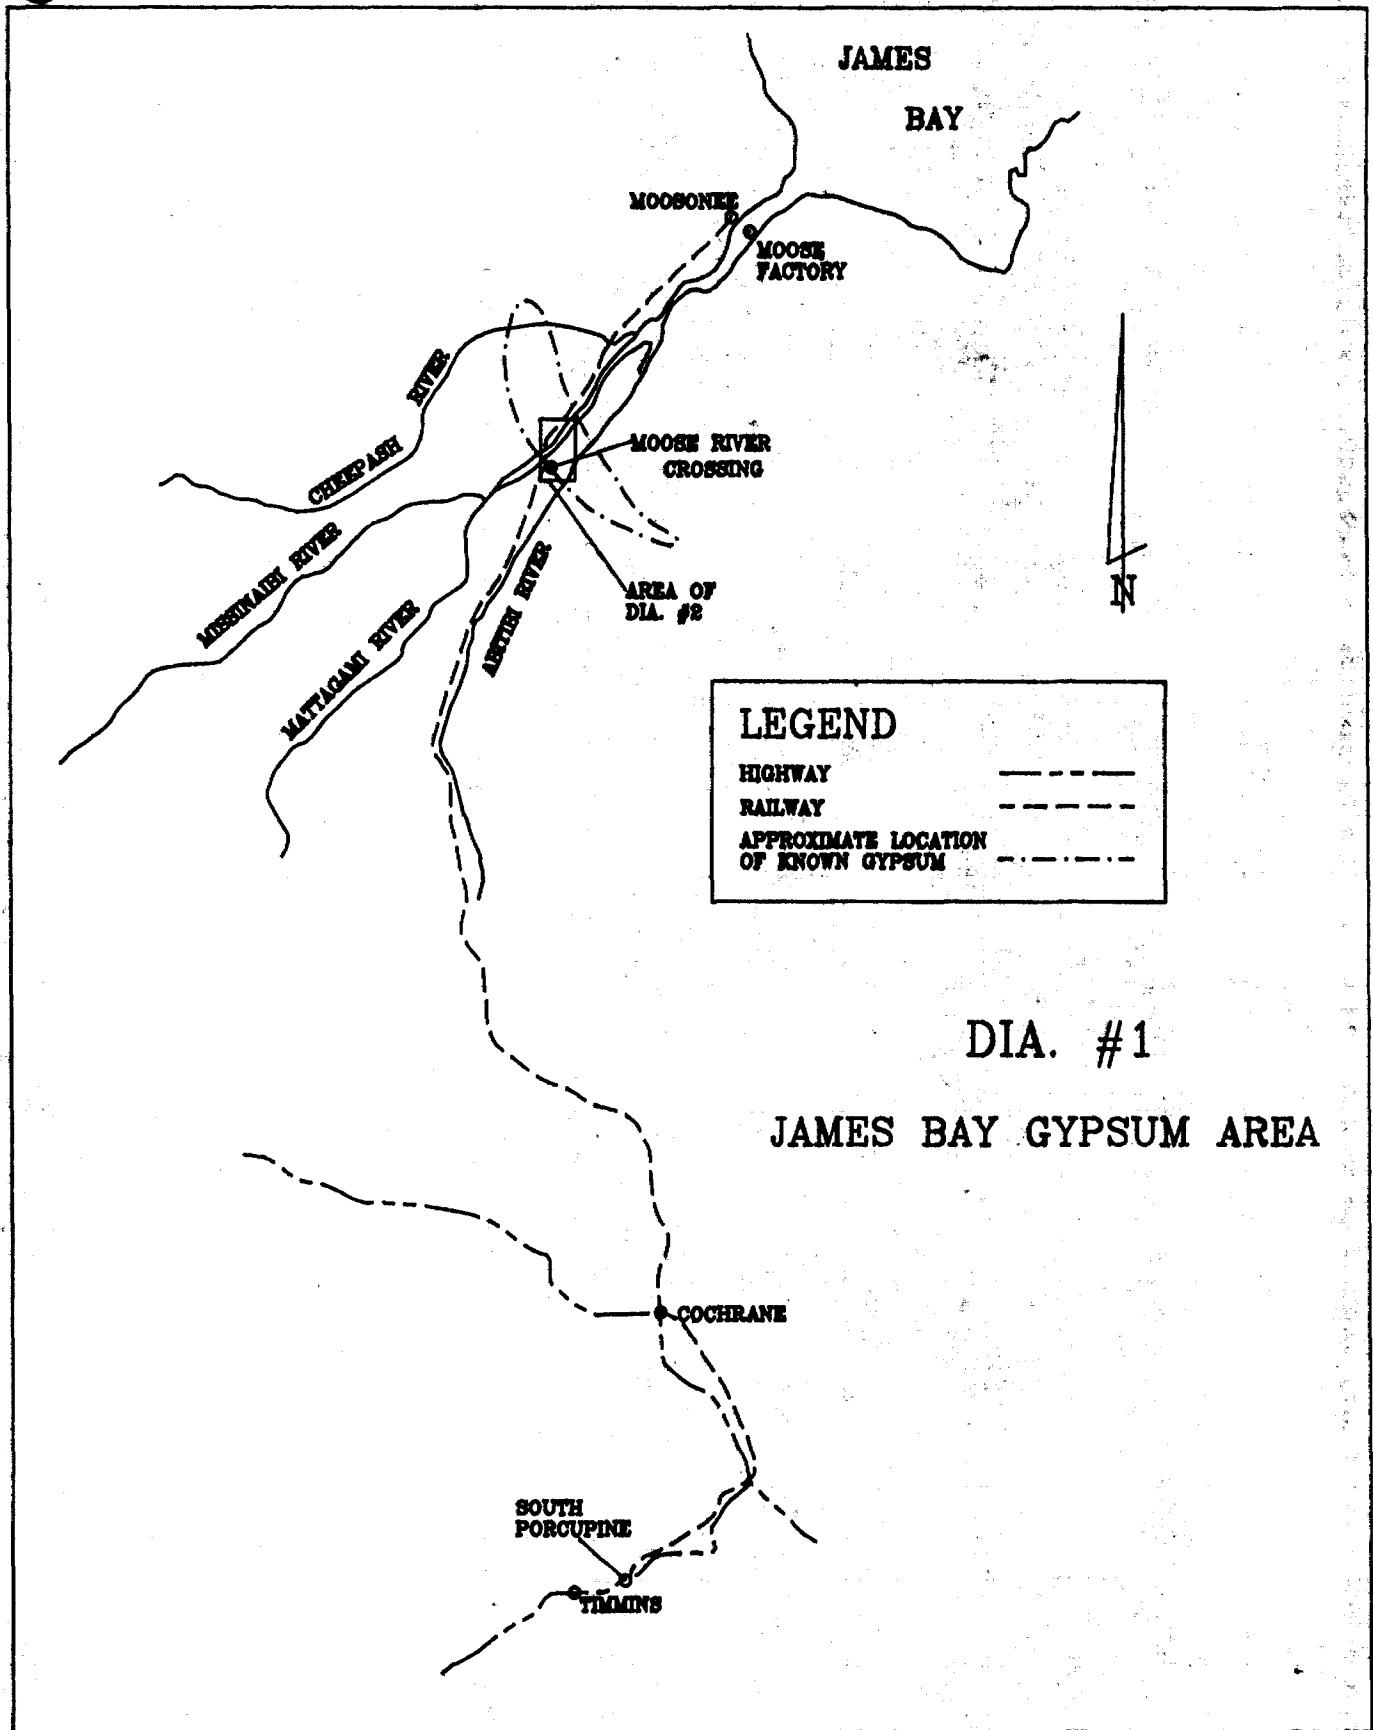 JAMES
BAY
MOOSONEE
MOOSE
FACTORY
CHEEPASH RIVER
MOOSE RIVER
CROSSING
MISSINAIBI RIVER
MATTAGAMI RIVER
ABITIBI RIVER
AREA OF
DIA. #2
N
LEGEND
HIGHWAY
RAILWAY
APPROXIMATE LOCATION
OF KNOWN GYPSUM
DIA. #1
JAMES BAY GYPSUM AREA
COCHRANE
SOUTH
PORCUPINE
TIMMINS